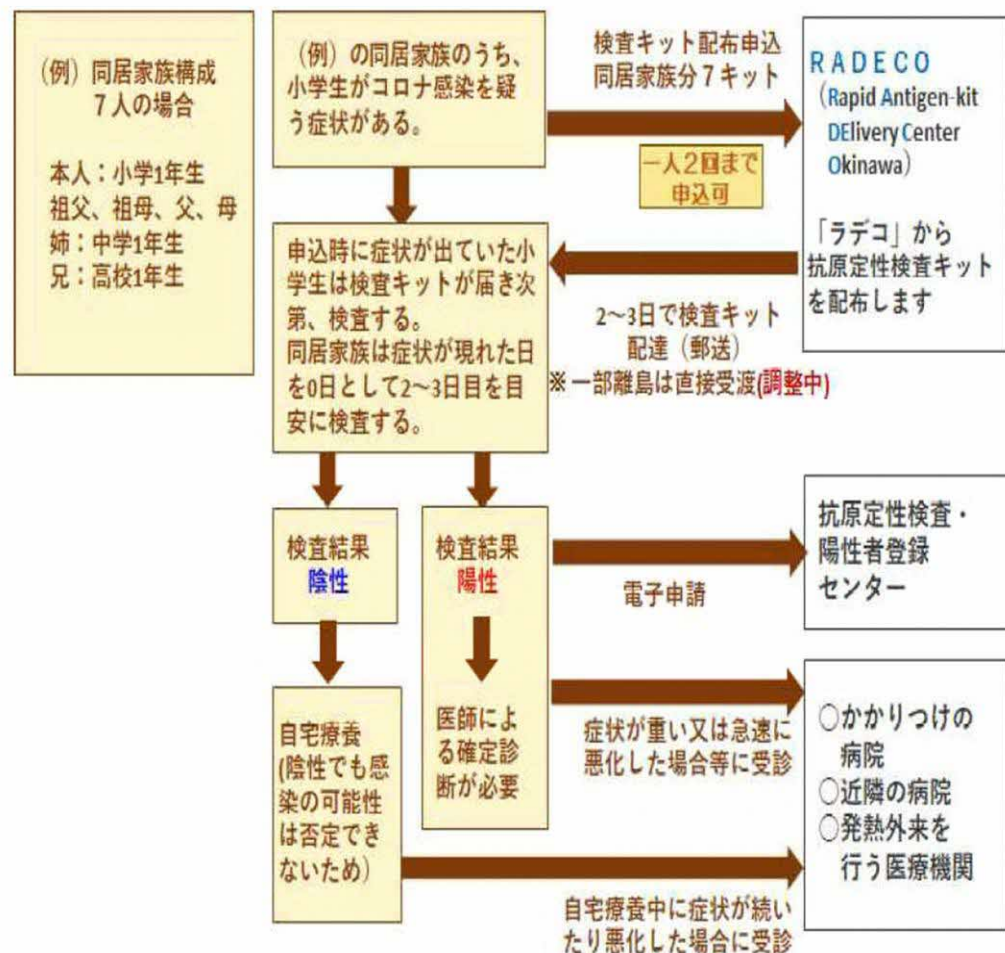 (例)同居家族構成
7人の場合
本人:小学1年生
祖父、祖母、父、母
姉:中学1年生
兄:高校1年生
(例)の同居家族のうち、
小学生がコロナ感染を疑
う症状がある。
検査キット配布申込
同居家族分7キット
一人2回まで
申込可
RADECO
(Rapid Antigen-kit
DElivery Center
Okinawa)
「ラデコ」から
抗原定性検査キット
を配布します
申込時に症状が出ていた小
学生は検査キットが届き次
第、検査する。
同居家族は症状が現れた日
を0日として2~3日目を目
安に検査する。
2~3日で検査キット
配達(郵送)
※一部離島は直接受渡(調整中)
検査結果
陰性
検査結果
陽性
電子申請
抗原定性検査・
陽性者登録
センター
自宅療養
(陰性でも感
染の可能性
は否定でき
ないため)
医師によ
る確定診
断が必要
症状が重い又は急速に
悪化した場合等に受診
○かかりつけの
病院
○近隣の病院
○発熱外来を
行う医療機関
自宅療養中に症状が続い
たり悪化した場合に受診